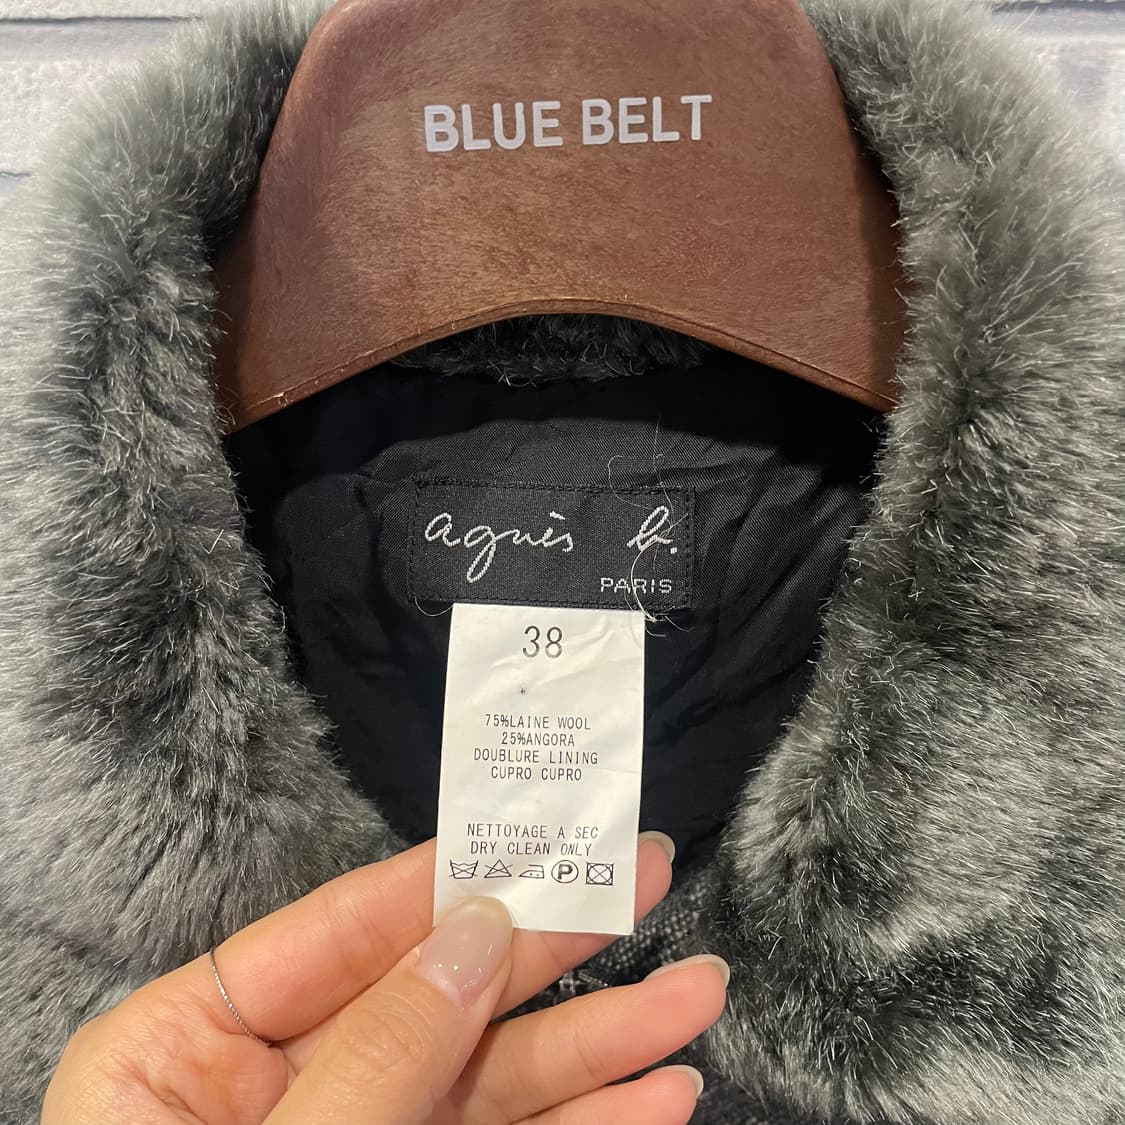 BLUE BELT
agnès b.
PARIS
38
75%LAINE WOOL
25%ANGORA
DOUBLURE LINING
CUPRO CUPRO
NETTOYAGE A SEC
DRY CLEAN ONLY
P